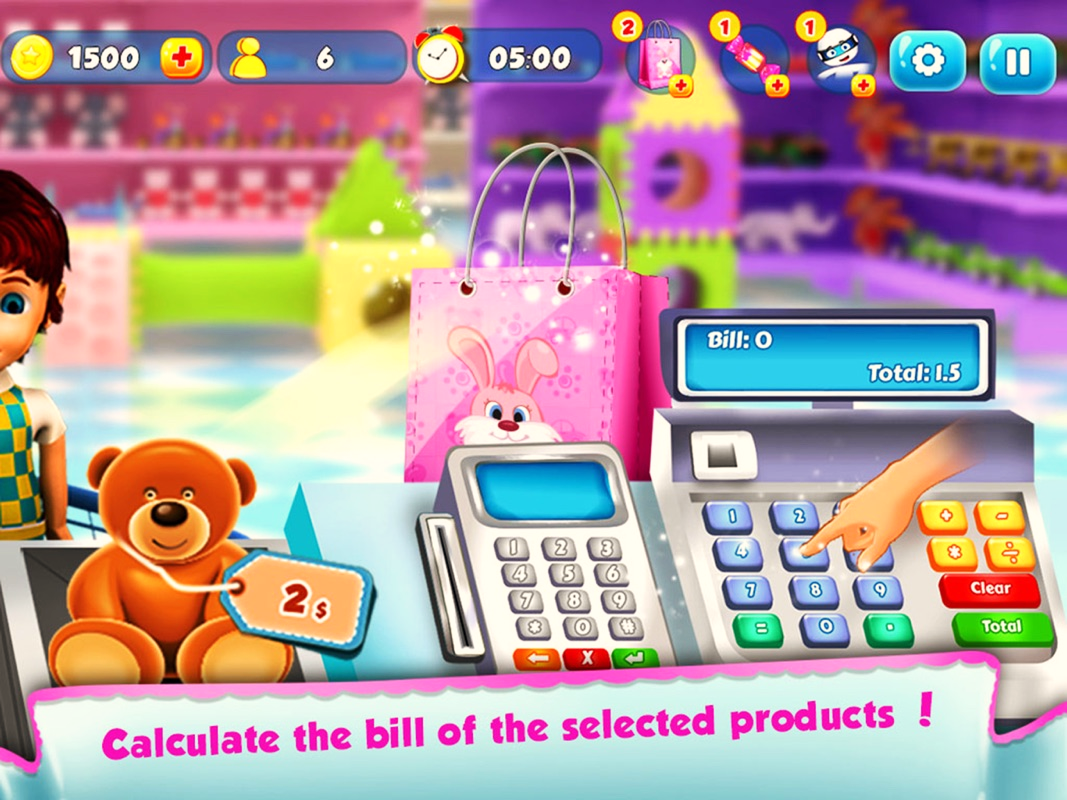 1500
6
05:00
2
1
1
Bill: 0
Total: 1.5
2 $
1 2 3
4 5 6
7 8 9
* 0 #
X
1 2 + -
4 * ÷
7 8 9 Clear
= 0 . Total
Calculate the bill of the selected products !